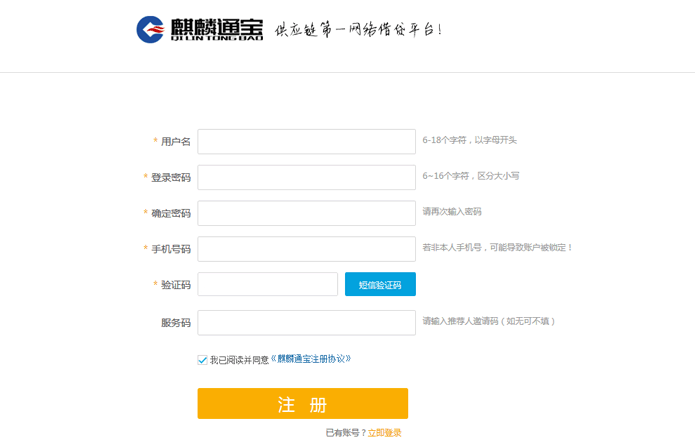 麒麟通宝 供应链第一网络借贷平台！
QI LIN TONG BAO
* 用户名 6-18个字符，以字母开头
* 登录密码 6~16个字符，区分大小写
* 确定密码 请再次输入密码
* 手机号码 若非本人手机号，可能导致账户被锁定！
* 验证码 短信验证码
服务码 请输入推荐人邀请码（如无可不填）
我已阅读并同意《麒麟通宝注册协议》
注 册
已有账号？立即登录